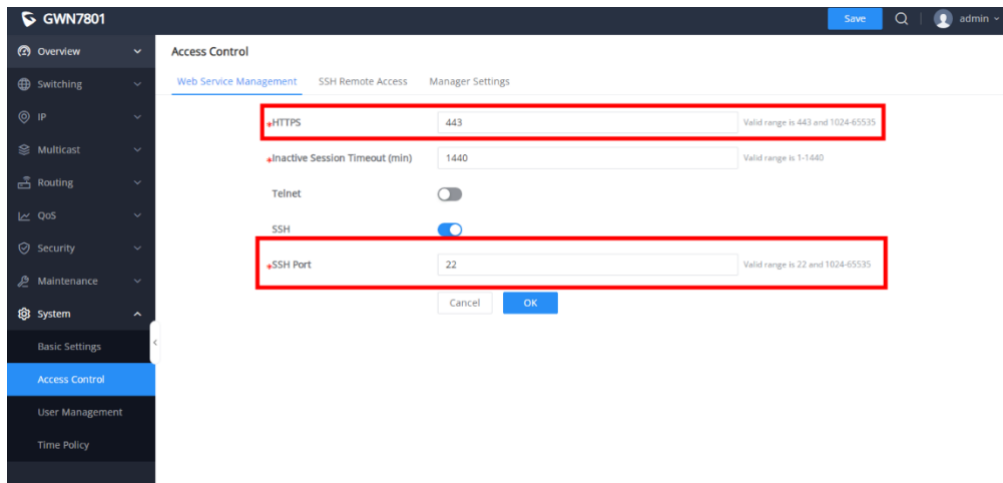 GWN7801
Save
admin
Overview
Switching
IP
Multicast
Routing
QoS
Security
Maintenance
System
Basic Settings
Access Control
User Management
Time Policy
Access Control
Web Service Management SSH Remote Access Manager Settings
*HTTPS 443 Valid range is 443 and 1024-65535
*Inactive Session Timeout (min) 1440 Valid range is 1-1440
Telnet
SSH
*SSH Port 22 Valid range is 22 and 1024-65535
Cancel OK